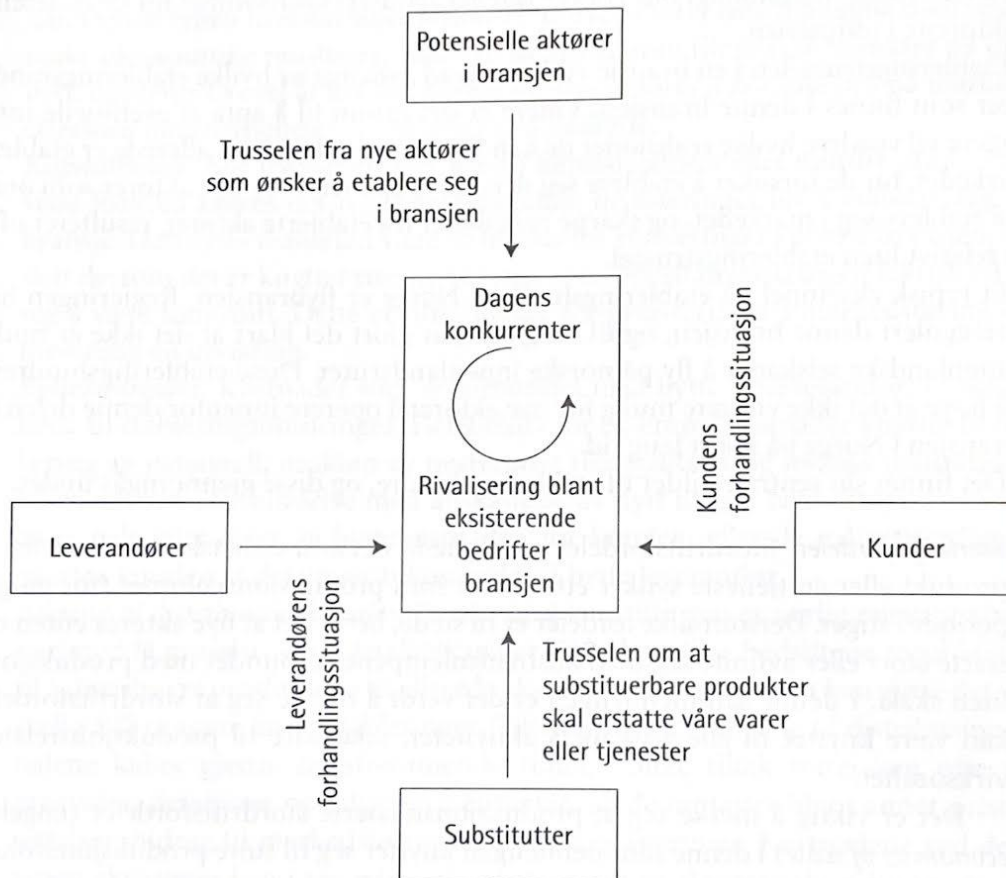 Potensielle aktører
i bransjen
Trusselen fra nye aktører
som ønsker å etablere seg
i bransjen
Dagens
konkurrenter
Rivalisering blant
eksisterende
bedrifter i
bransjen
Kundens
forhandlingssituasjon
Leverandører
Kunder
Leverandørens
forhandlingssituasjon
Trusselen om at
substituerbare produkter
skal erstatte våre varer
eller tjenester
Substitutter